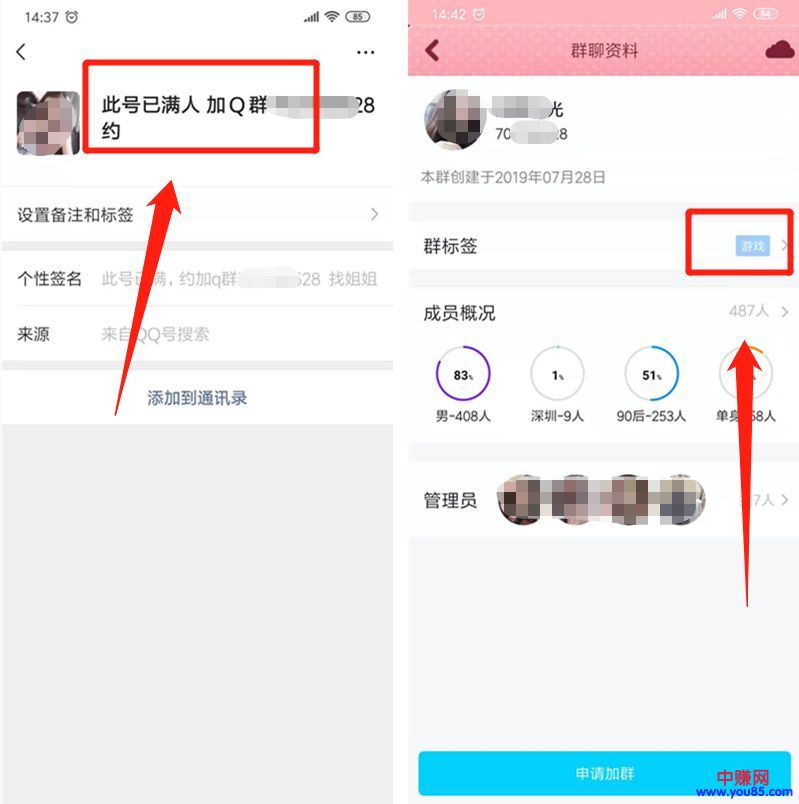 14:37
85
此号已满人 加Q群
28
约
设置备注和标签
个性签名 此号已满，约加q群
528 找姐姐
来源 来自QQ号搜索
添加到通讯录
14:42
84
群聊资料
光
70
8
本群创建于2019年07月28日
群标签 游戏
成员概况 487人
83% 1% 51%
男-408人 深圳-9人 90后-253人 单身
58人
管理员
7人
申请加群
中赚网
www.you85.com